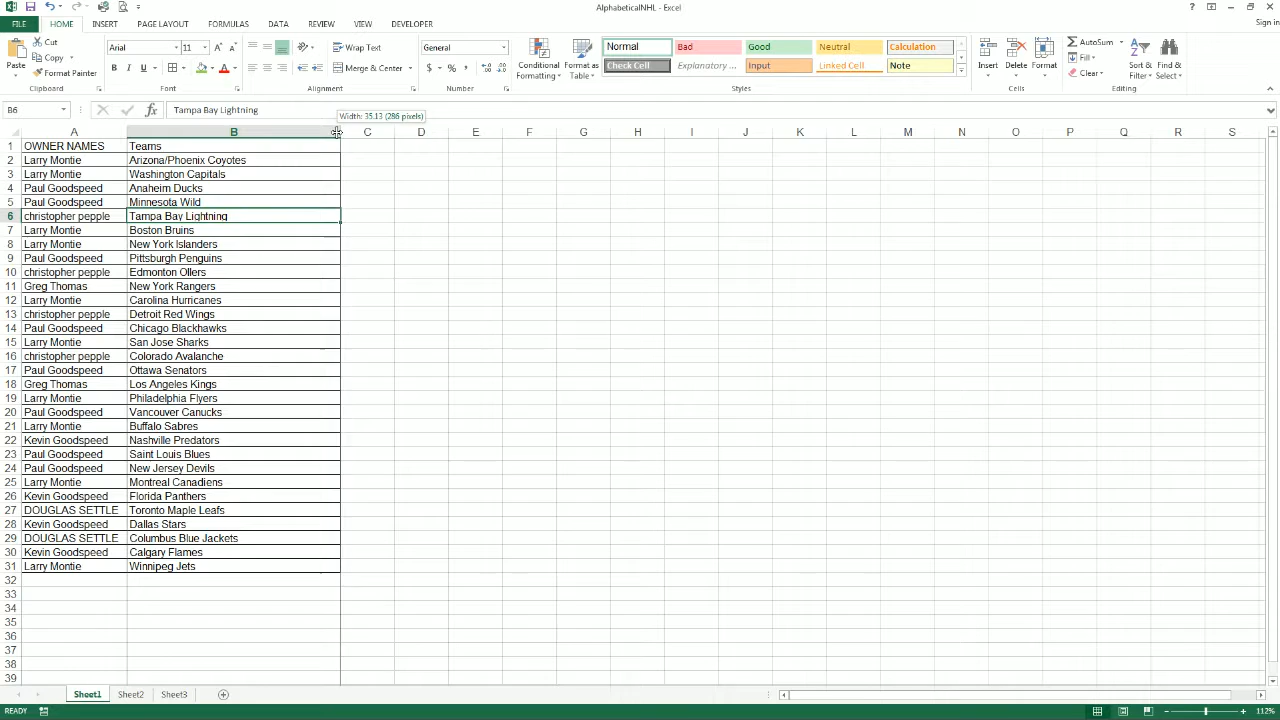 AlphabeticalNHL - Excel
Sign in
FILE HOME INSERT PAGE LAYOUT FORMULAS DATA REVIEW VIEW DEVELOPER
Paste
Cut
Copy
Format Painter
Clipboard
Arial 11
B I U
Font
Wrap Text
Merge & Center
Alignment
General
$ % ,
Number
Conditional
Formatting
Format as
Table
Normal Bad Good Neutral Calculation
Check Cell Explanatory ... Input Linked Cell Note
Styles
Insert Delete Format
Cells
AutoSum
Fill
Clear
Sort &
Filter
Find &
Select
Editing
B6 fx Tampa Bay Lightning
Width: 35.13 (286 pixels)
A B C D E F G H I J K L M N O P Q R S
1 OWNER NAMES Teams
2 Larry Montie Arizona/Phoenix Coyotes
3 Larry Montie Washington Capitals
4 Paul Goodspeed Anaheim Ducks
5 Paul Goodspeed Minnesota Wild
6 christopher pepple Tampa Bay Lightning
7 Larry Montie Boston Bruins
8 Larry Montie New York Islanders
9 Paul Goodspeed Pittsburgh Penguins
10 christopher pepple Edmonton Ollers
11 Greg Thomas New York Rangers
12 Larry Montie Carolina Hurricanes
13 christopher pepple Detroit Red Wings
14 Paul Goodspeed Chicago Blackhawks
15 Larry Montie San Jose Sharks
16 christopher pepple Colorado Avalanche
17 Paul Goodspeed Ottawa Senators
18 Greg Thomas Los Angeles Kings
19 Larry Montie Philadelphia Flyers
20 Paul Goodspeed Vancouver Canucks
21 Larry Montie Buffalo Sabres
22 Kevin Goodspeed Nashville Predators
23 Paul Goodspeed Saint Louis Blues
24 Paul Goodspeed New Jersey Devils
25 Larry Montie Montreal Canadiens
26 Kevin Goodspeed Florida Panthers
27 DOUGLAS SETTLE Toronto Maple Leafs
28 Kevin Goodspeed Dallas Stars
29 DOUGLAS SETTLE Columbus Blue Jackets
30 Kevin Goodspeed Calgary Flames
31 Larry Montie Winnipeg Jets
32
33
34
35
36
37
38
39
Sheet1 Sheet2 Sheet3
READY
112%